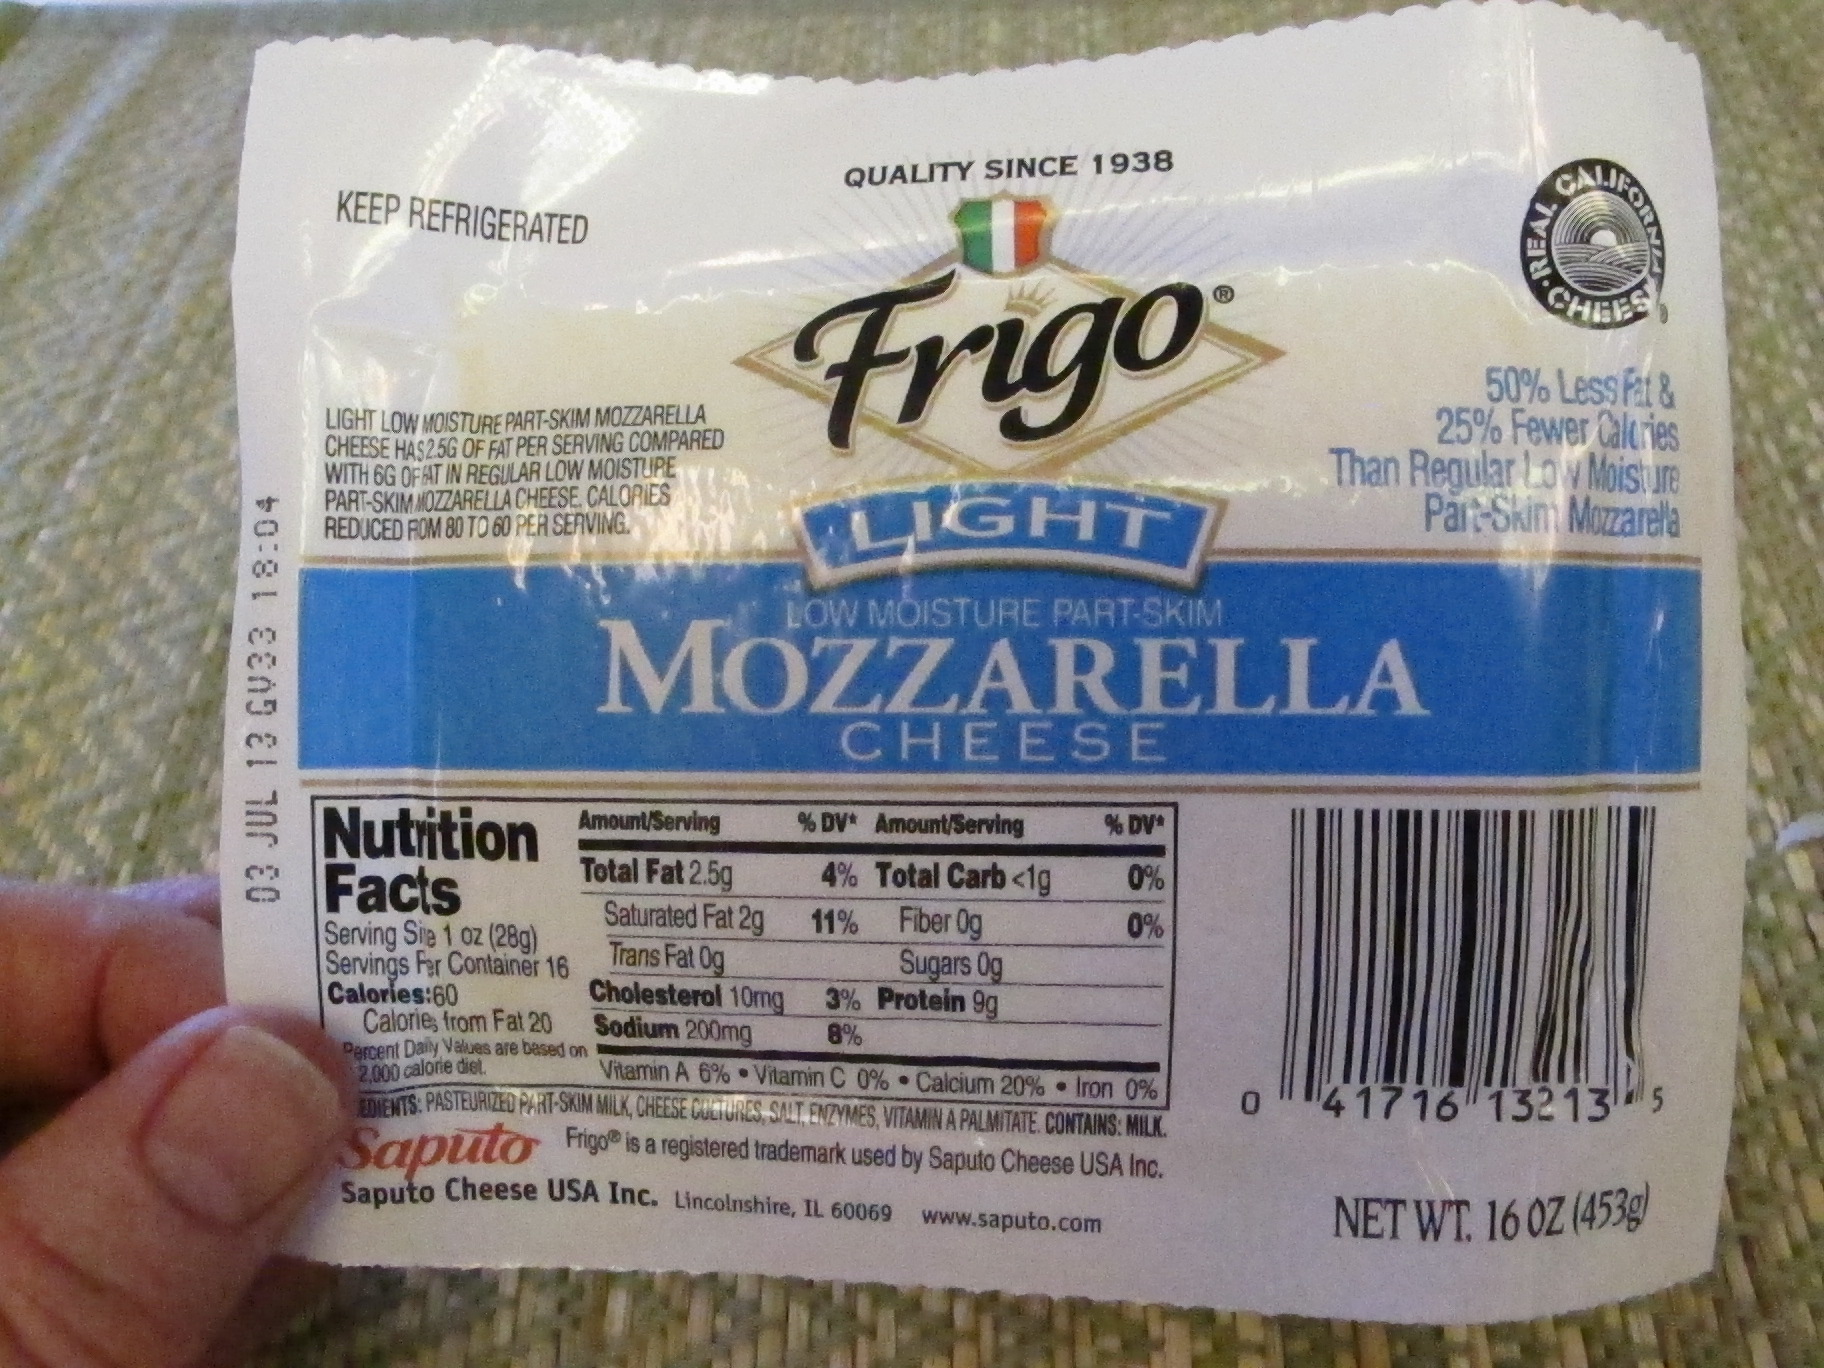 QUALITY SINCE 1938
KEEP REFRIGERATED
REAL CALIFORNIA CHEESE ®
Frigo®
50% Less Fat &
25% Fewer Calories
Than Regular Low Moisture
Part-Skim Mozzarella
LIGHT LOW MOISTURE PART-SKIM MOZZARELLA
CHEESE HAS 2.5G OF FAT PER SERVING COMPARED
WITH 6G OF FAT IN REGULAR LOW MOISTURE
PART-SKIM MOZZARELLA CHEESE. CALORIES
REDUCED FROM 80 TO 60 PER SERVING.
LIGHT
LOW MOISTURE PART-SKIM
MOZZARELLA
CHEESE
03 JUL 13 GV33 18:04
Nutrition
Facts
Serving Size 1 oz (28g)
Servings Per Container 16
Calories:60
Calories from Fat 20
Percent Daily Values are based on
2,000 calorie diet.
Amount/Serving % DV* Amount/Serving % DV*
Total Fat 2.5g 4% Total Carb <1g 0%
Saturated Fat 2g 11% Fiber 0g 0%
Trans Fat 0g Sugars 0g
Cholesterol 10mg 3% Protein 9g
Sodium 200mg 8%
Vitamin A 6% • Vitamin C 0% • Calcium 20% • Iron 0%
EDIENTS: PASTEURIZED PART-SKIM MILK, CHEESE CULTURES, SALT, ENZYMES, VITAMIN A PALMITATE. CONTAINS: MILK.
Saputo Frigo® is a registered trademark used by Saputo Cheese USA Inc.
Saputo Cheese USA Inc. Lincolnshire, IL 60069 www.saputo.com
0 41716 13213 5
NET WT. 16 OZ (453g)